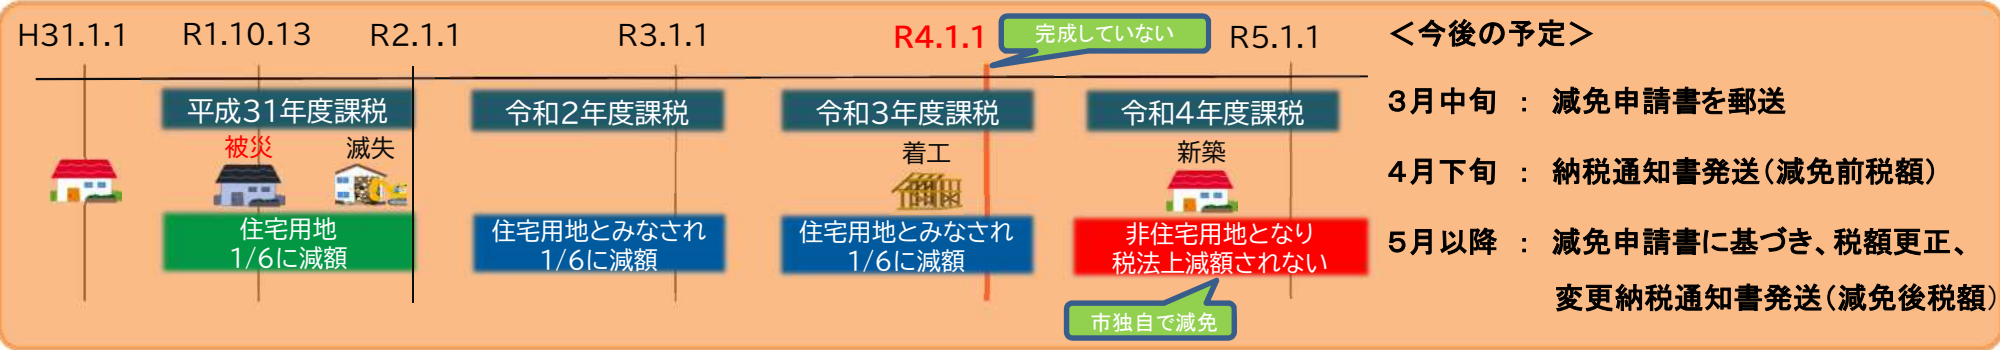 H31.1.1
R1.10.13
R2.1.1
R3.1.1
R4.1.1
完成していない
R5.1.1
平成31年度課税
令和2年度課税
令和3年度課税
令和4年度課税
被災
滅失
着工
新築
住宅用地
1/6に減額
住宅用地とみなされ
1/6に減額
住宅用地とみなされ
1/6に減額
非住宅用地となり
税法上減額されない
市独自で減免
＜今後の予定＞
3月中旬 ： 減免申請書を郵送
4月下旬 ： 納税通知書発送（減免前税額）
5月以降 ： 減免申請書に基づき、税額更正、
変更納税通知書発送（減免後税額）